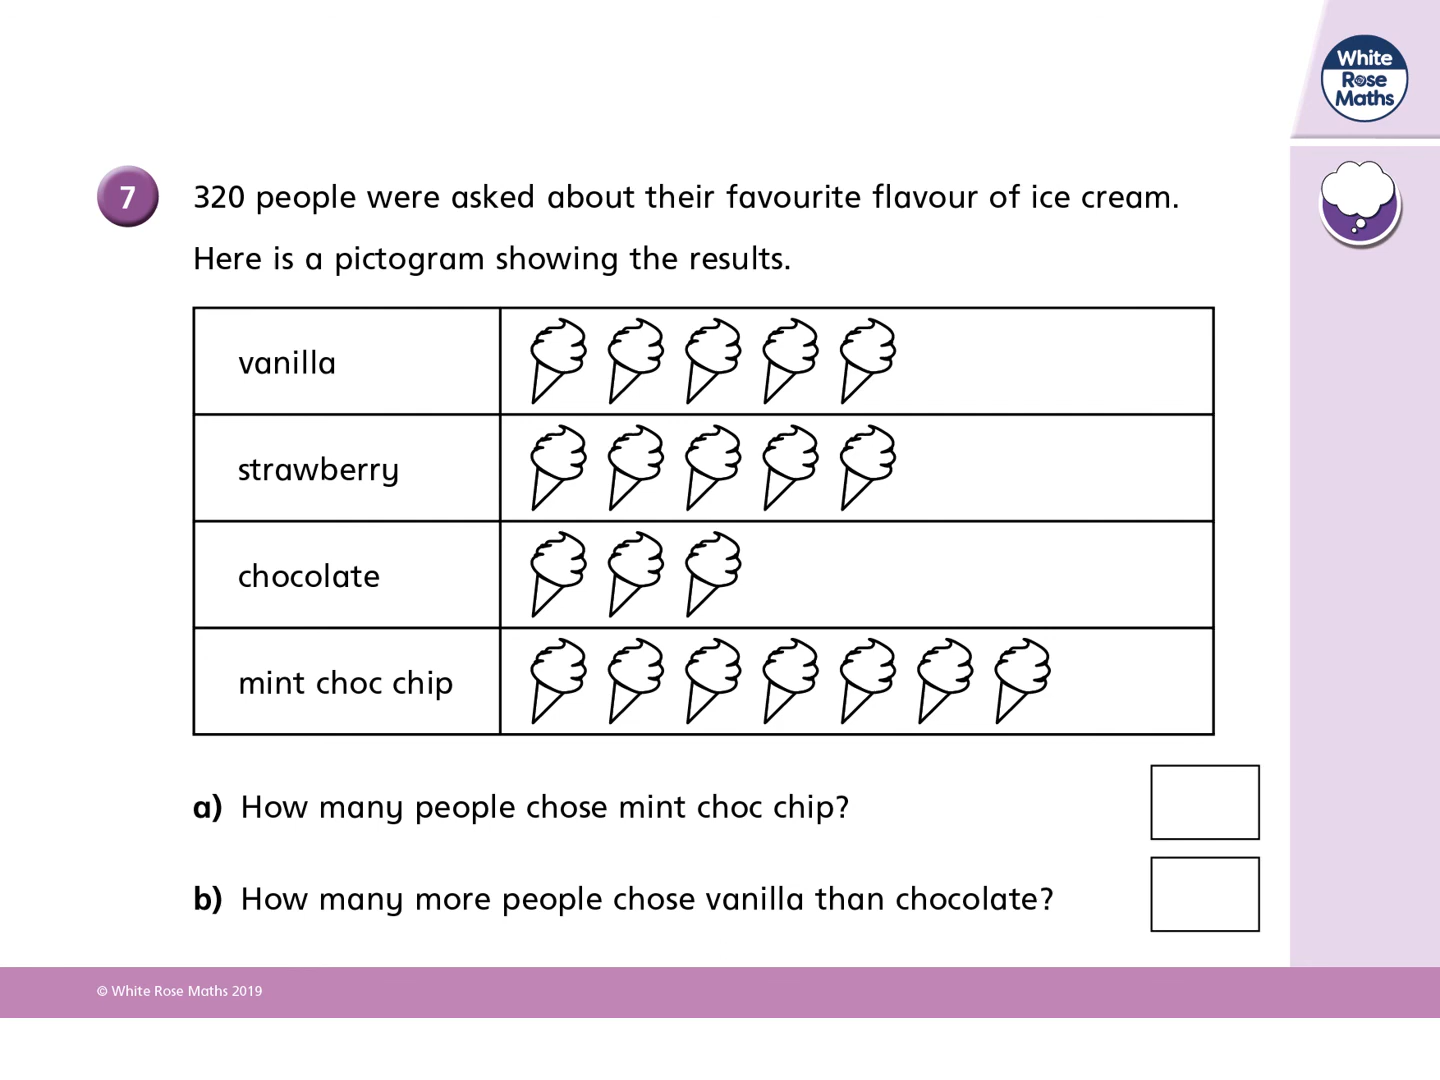 White
Rose
Maths
7
320 people were asked about their favourite flavour of ice cream.
Here is a pictogram showing the results.
vanilla
strawberry
chocolate
mint choc chip
a) How many people chose mint choc chip?
b) How many more people chose vanilla than chocolate?
© White Rose Maths 2019